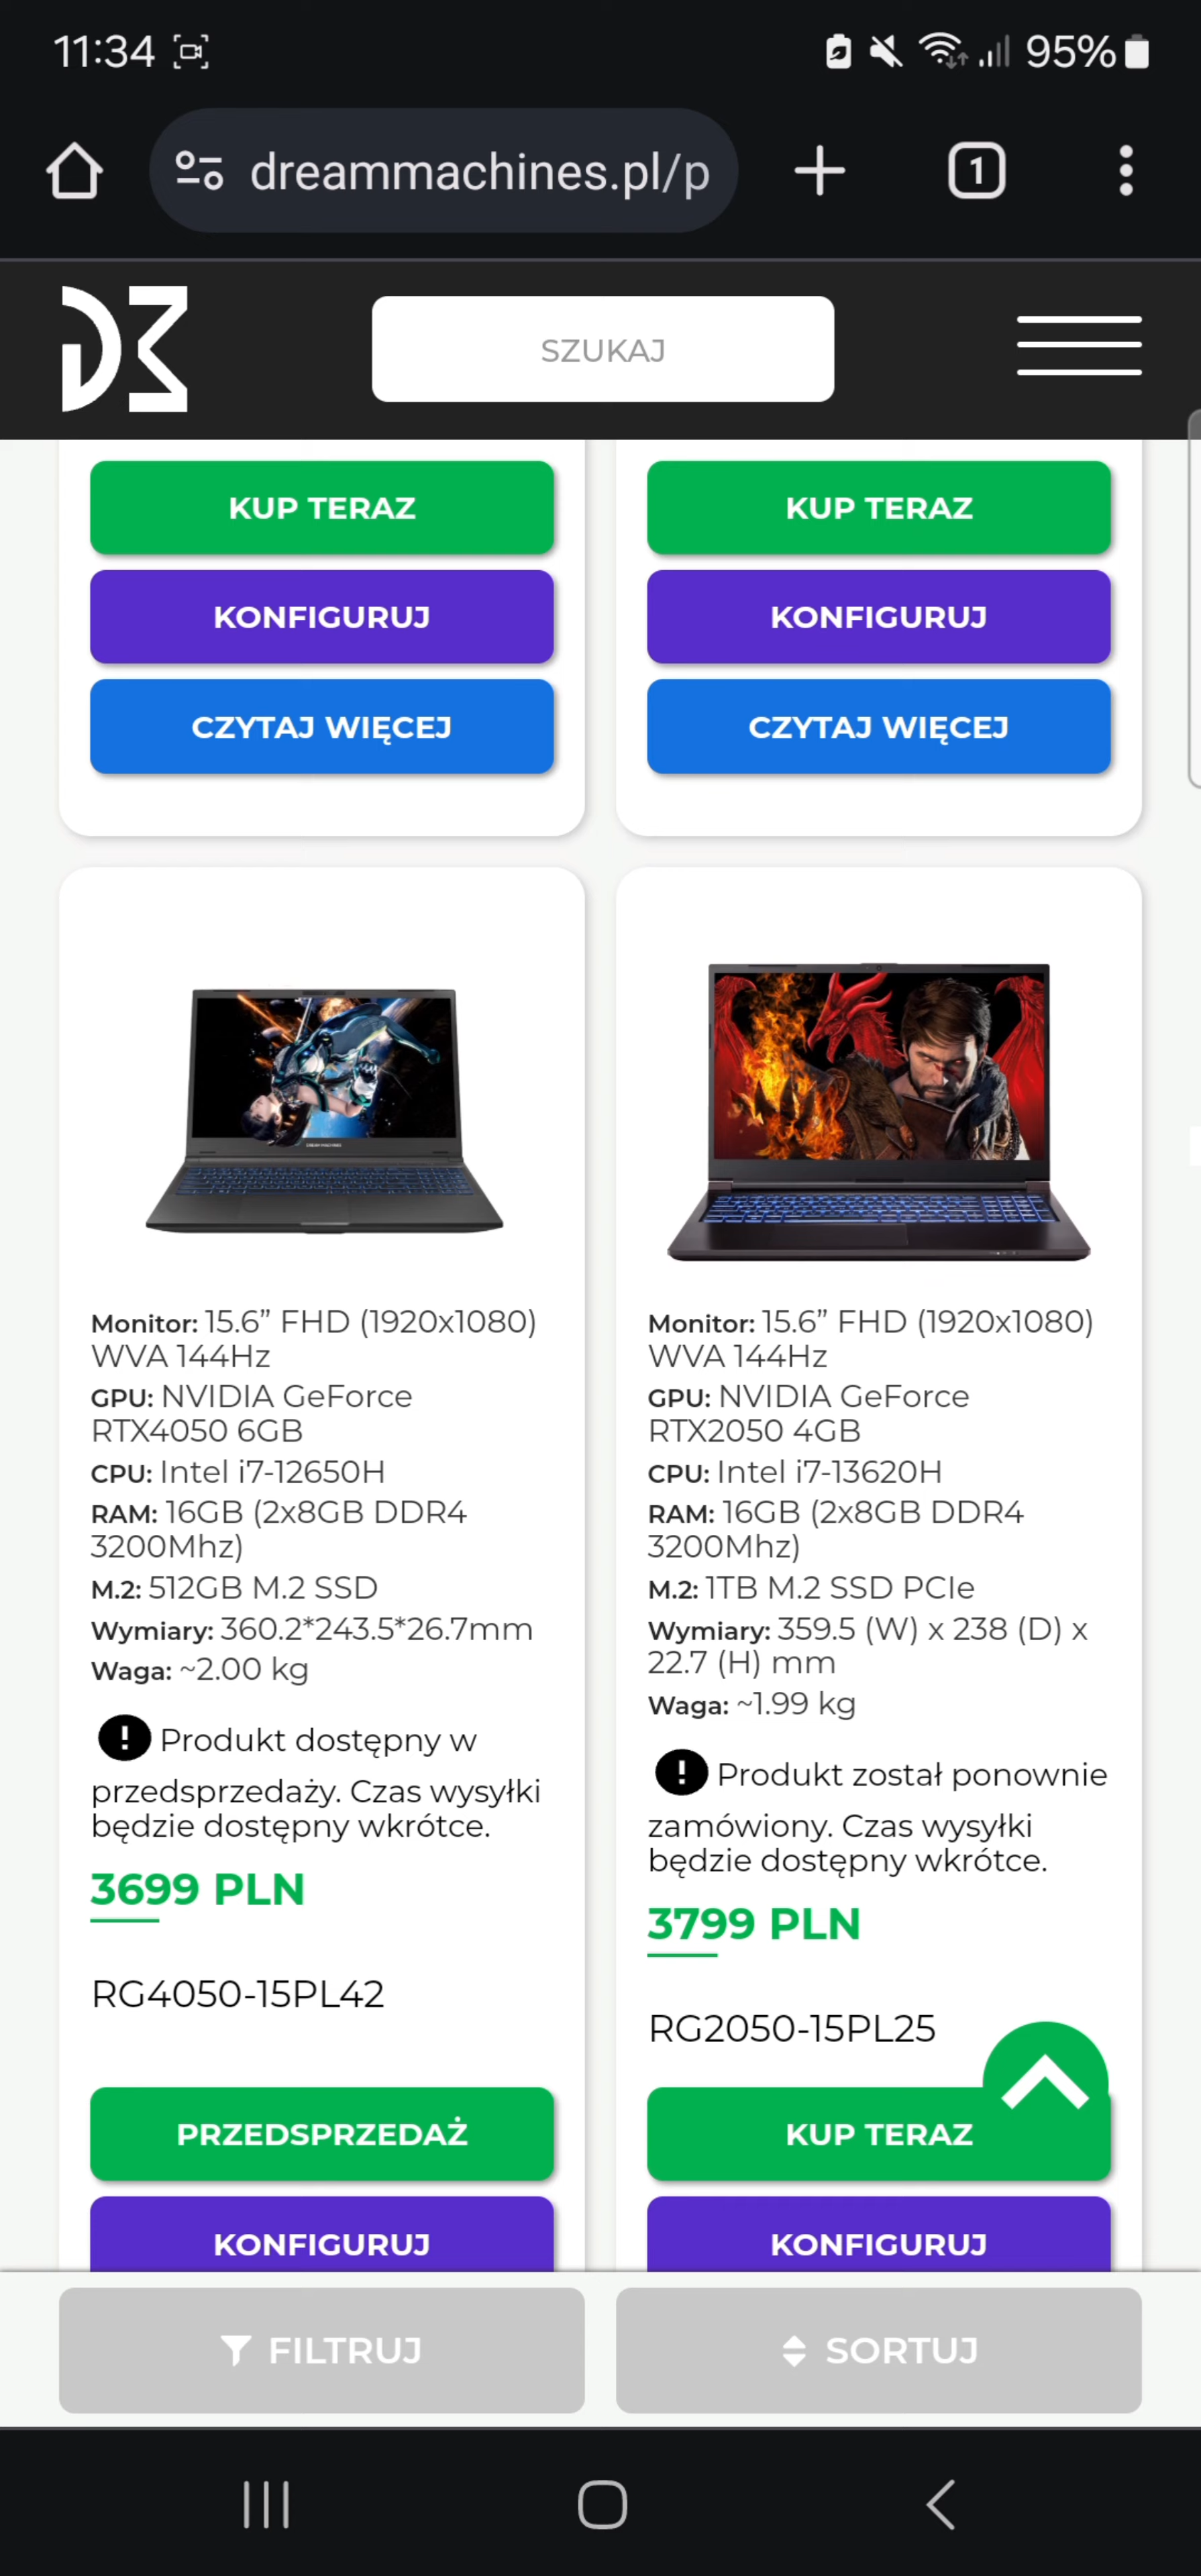 11:34
95%
dreammachines.pl/p
1
SZUKAJ
KUP TERAZ
KONFIGURUJ
CZYTAJ WIĘCEJ
KUP TERAZ
KONFIGURUJ
CZYTAJ WIĘCEJ
Monitor: 15.6” FHD (1920x1080)
WVA 144Hz
GPU: NVIDIA GeForce
RTX4050 6GB
CPU: Intel i7-12650H
RAM: 16GB (2x8GB DDR4
3200Mhz)
M.2: 512GB M.2 SSD
Wymiary: 360.2*243.5*26.7mm
Waga: ~2.00 kg
Produkt dostępny w
przedsprzedaży. Czas wysyłki
będzie dostępny wkrótce.
3699 PLN
RG4050-15PL42
PRZEDSPRZEDAŻ
KONFIGURUJ
Monitor: 15.6” FHD (1920x1080)
WVA 144Hz
GPU: NVIDIA GeForce
RTX2050 4GB
CPU: Intel i7-13620H
RAM: 16GB (2x8GB DDR4
3200Mhz)
M.2: 1TB M.2 SSD PCIe
Wymiary: 359.5 (W) x 238 (D) x
22.7 (H) mm
Waga: ~1.99 kg
Produkt został ponownie
zamówiony. Czas wysyłki
będzie dostępny wkrótce.
3799 PLN
RG2050-15PL25
KUP TERAZ
KONFIGURUJ
FILTRUJ
SORTUJ